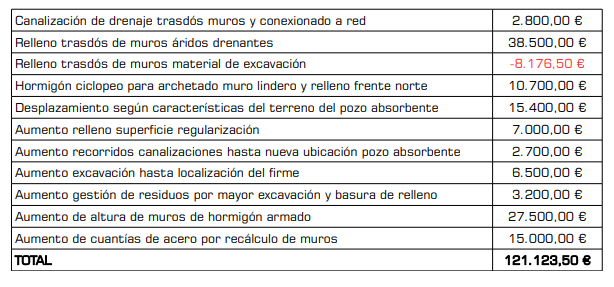 Canalización de drenaje trasdós muros y conexionado a red 2.800,00 €
Relleno trasdós de muros áridos drenantes 38.500,00 €
Relleno trasdós de muros material de excavación -8.176,50 €
Hormigón ciclopeo para archetado muro lindero y relleno frente norte 10.700,00 €
Desplazamiento según características del terreno del pozo absorbente 15.400,00 €
Aumento relleno superficie regularización 7.000,00 €
Aumento recorridos canalizaciones hasta nueva ubicación pozo absorbente 2.700,00 €
Aumento excavación hasta localización del firme 6.500,00 €
Aumento gestión de residuos por mayor excavación y basura de relleno 3.200,00 €
Aumento de altura de muros de hormigón armado 27.500,00 €
Aumento de cuantías de acero por recálculo de muros 15.000,00 €
TOTAL 121.123,50 €